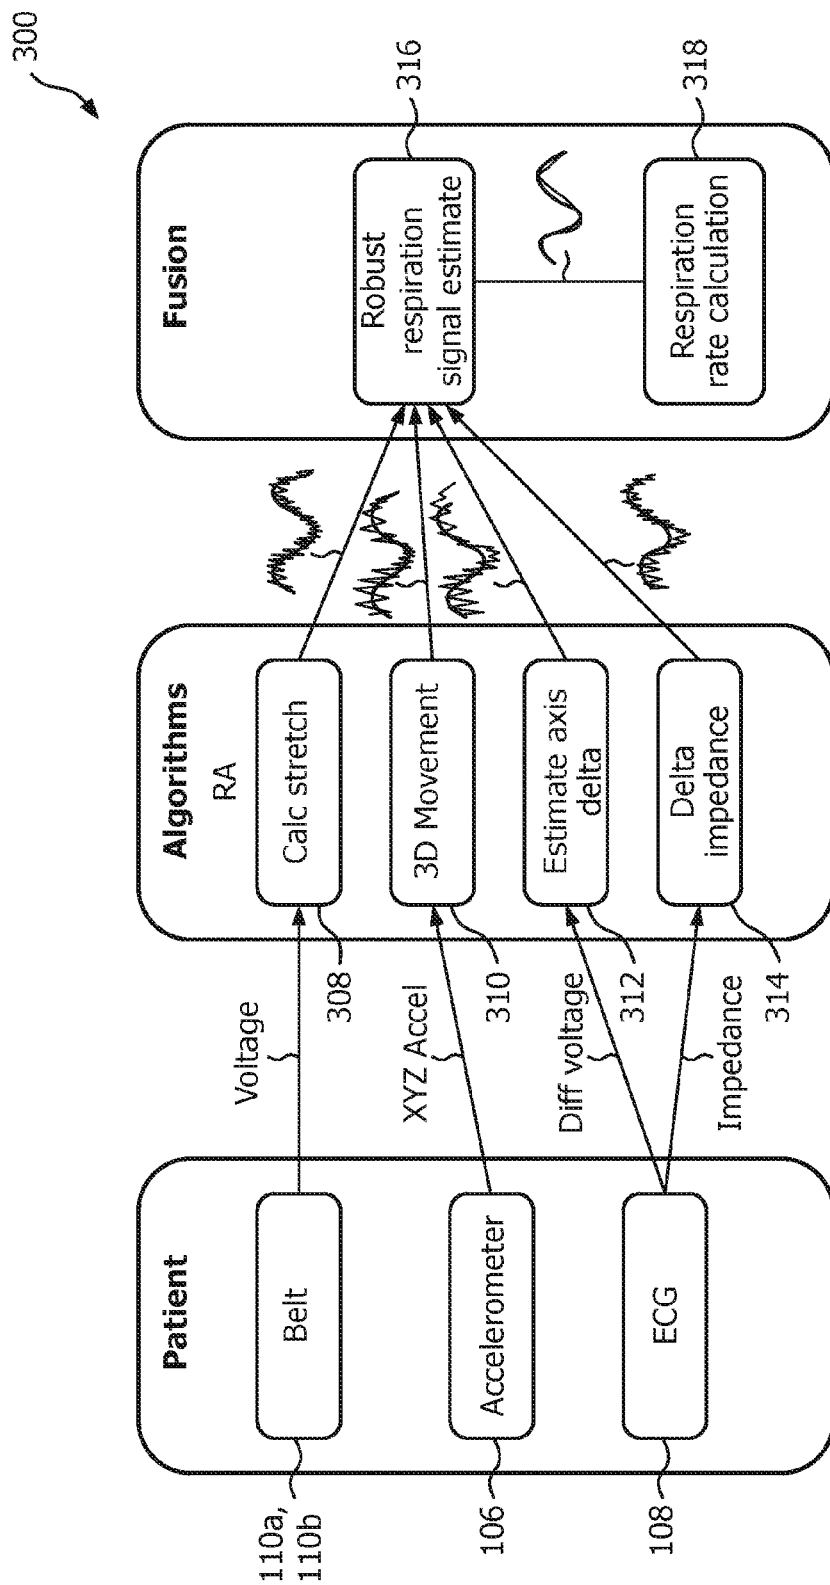 300
Patient
Belt
110a,
110b
Accelerometer
106
ECG
108
Voltage
XYZ Accel
Diff voltage
Impedance
Algorithms
RA
Calc stretch
308
3D Movement
310
Estimate axis
delta
312
Delta
impedance
314
Fusion
Robust
respiration
signal estimate
316
Respiration
rate calculation
318